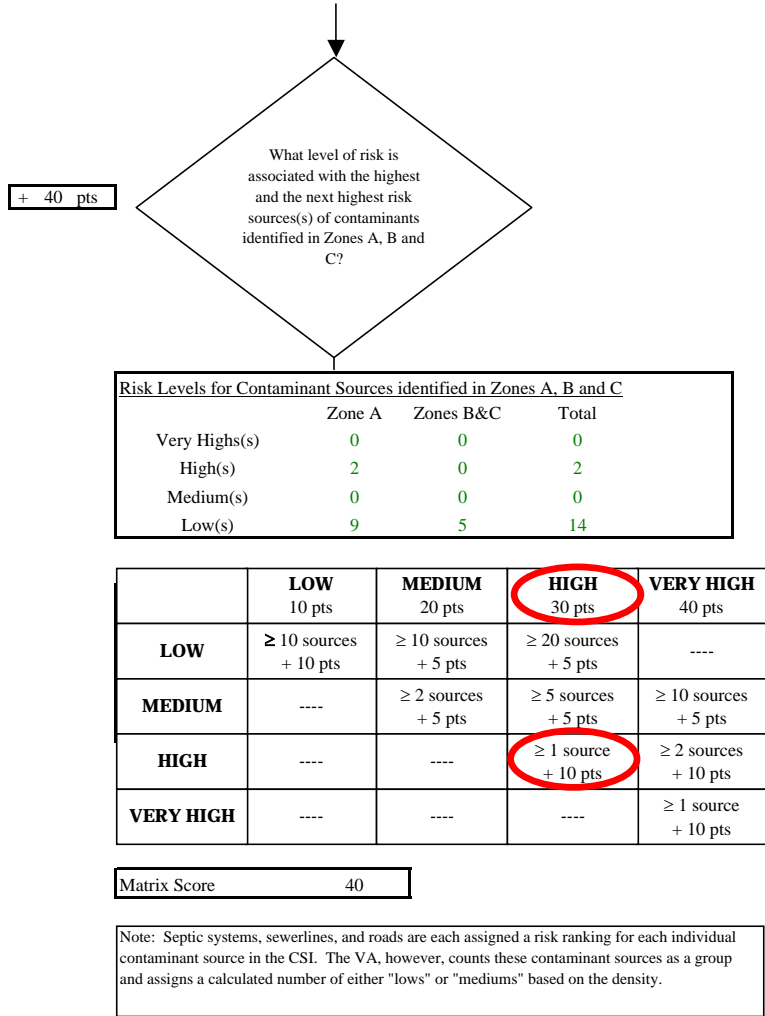 What level of risk is
associated with the highest
and the next highest risk
sources(s) of contaminants
identified in Zones A, B and
C?
+ 40 pts
Risk Levels for Contaminant Sources identified in Zones A, B and C
Zone A Zones B&C Total
Very Highs(s) 0 0 0
High(s) 2 0 2
Medium(s) 0 0 0
Low(s) 9 5 14
LOW MEDIUM HIGH VERY HIGH
10 pts 20 pts 30 pts 40 pts
LOW ≥ 10 sources ≥ 10 sources ≥ 20 sources ----
+ 10 pts + 5 pts + 5 pts
MEDIUM ---- ≥ 2 sources ≥ 5 sources ≥ 10 sources
+ 5 pts + 5 pts + 5 pts
HIGH ---- ---- ≥ 1 source ≥ 2 sources
+ 10 pts + 10 pts
VERY HIGH ---- ---- ---- ≥ 1 source
+ 10 pts
Matrix Score 40
Note: Septic systems, sewerlines, and roads are each assigned a risk ranking for each individual
contaminant source in the CSI. The VA, however, counts these contaminant sources as a group
and assigns a calculated number of either "lows" or "mediums" based on the density.